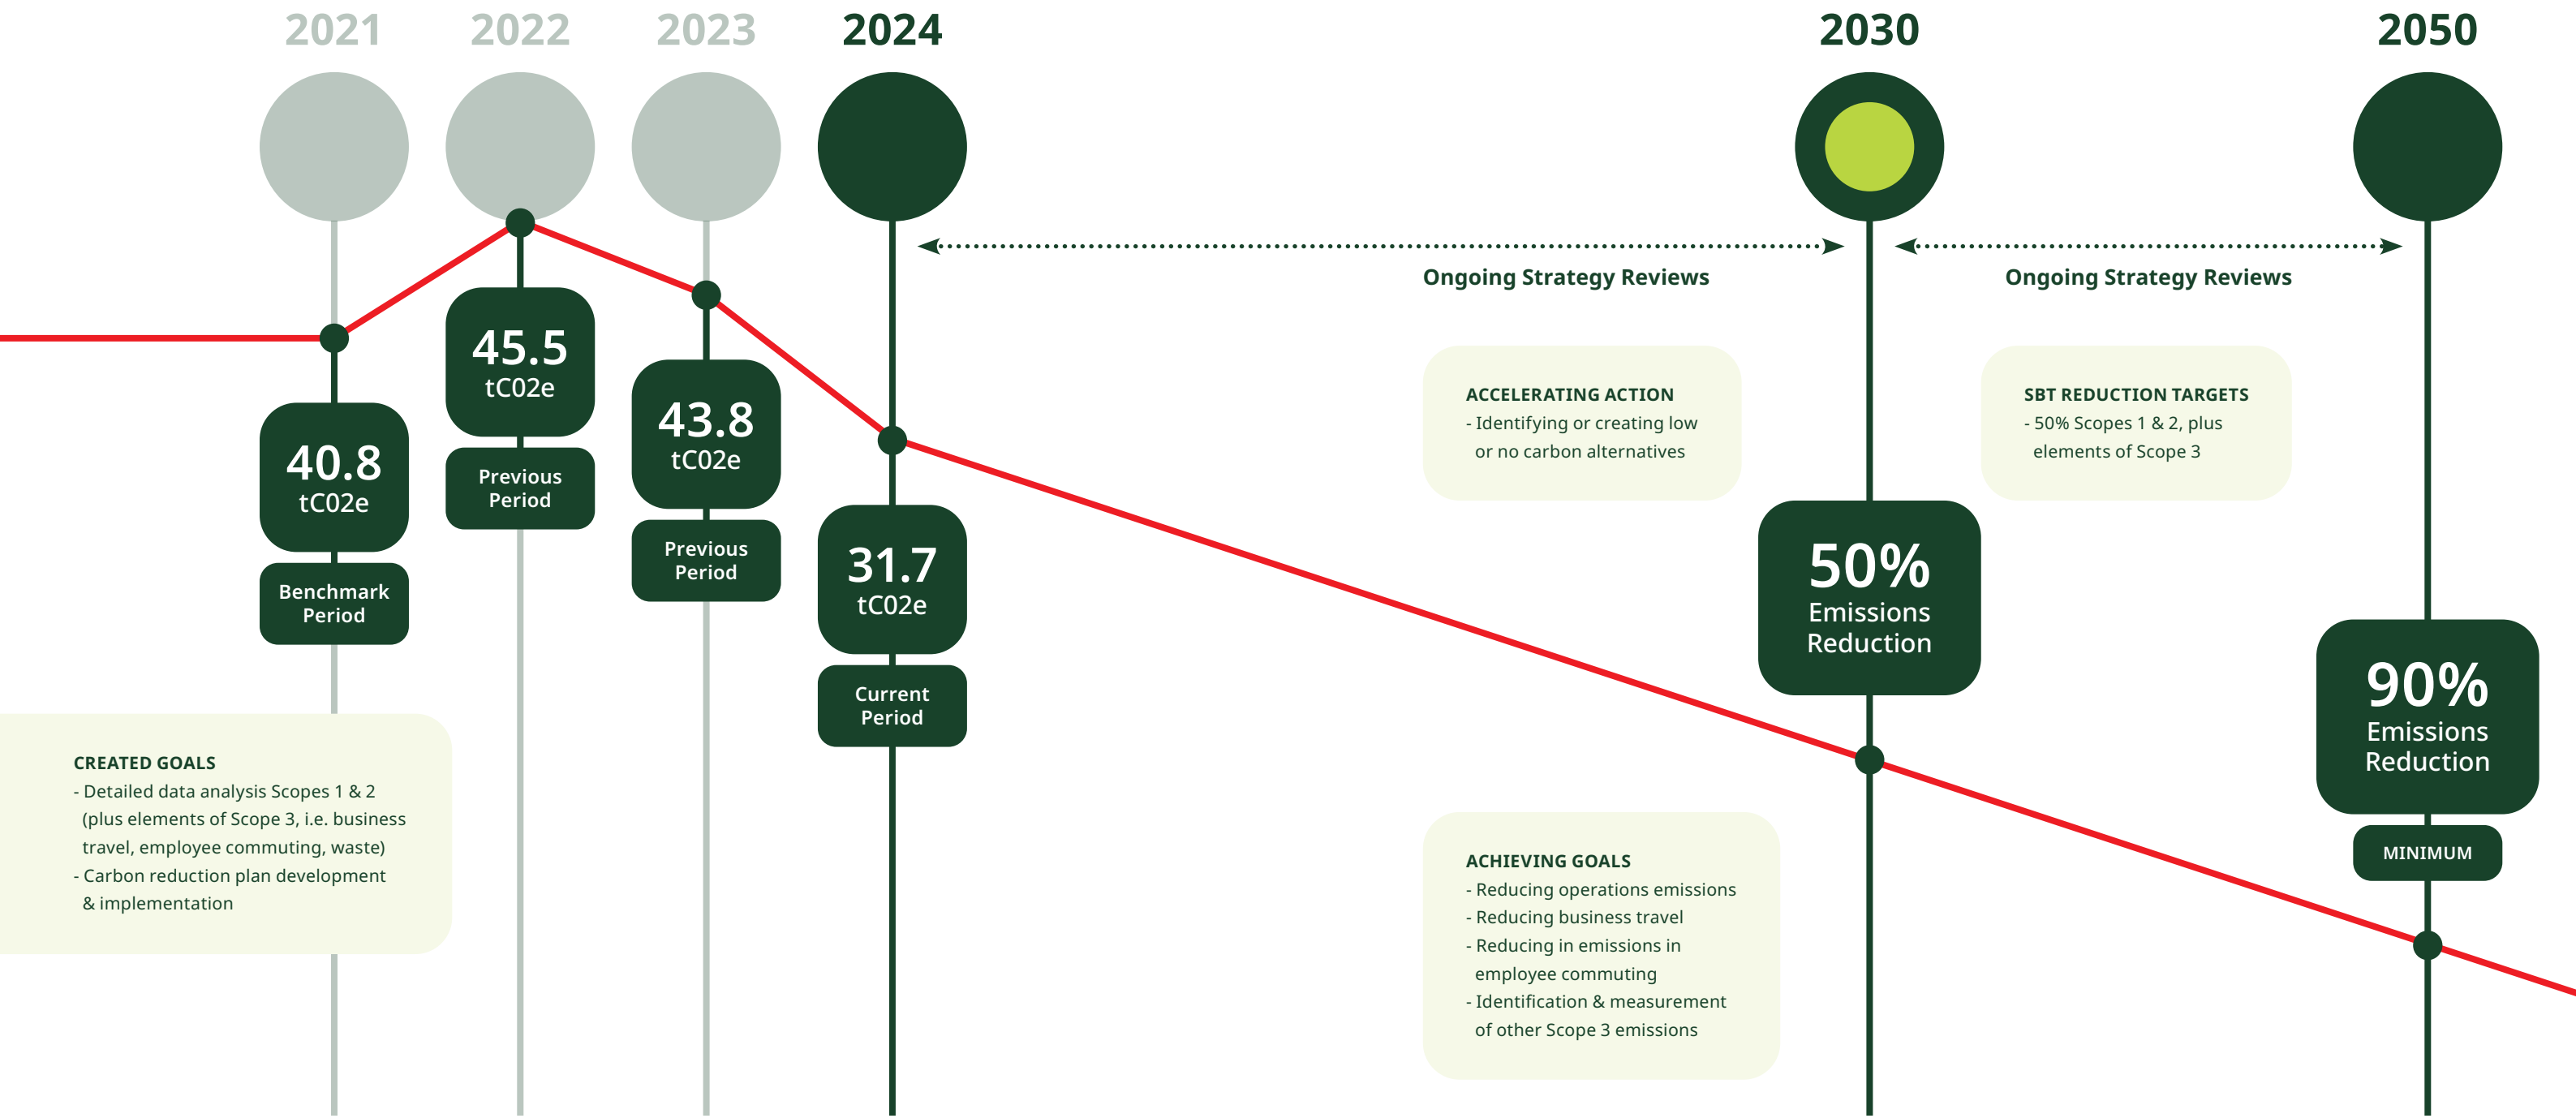 2021
2022
2023
2024
2030
2050
Ongoing Strategy Reviews
Ongoing Strategy Reviews
40.8
tC02e
Benchmark
Period
45.5
tC02e
Previous
Period
43.8
tC02e
Previous
Period
31.7
tC02e
Current
Period
ACCELERATING ACTION
- Identifying or creating low
or no carbon alternatives
SBT REDUCTION TARGETS
- 50% Scopes 1 & 2, plus
elements of Scope 3
50%
Emissions
Reduction
90%
Emissions
Reduction
MINIMUM
CREATED GOALS
- Detailed data analysis Scopes 1 & 2
(plus elements of Scope 3, i.e. business
travel, employee commuting, waste)
- Carbon reduction plan development
& implementation
ACHIEVING GOALS
- Reducing operations emissions
- Reducing business travel
- Reducing in emissions in
employee commuting
- Identification & measurement
of other Scope 3 emissions